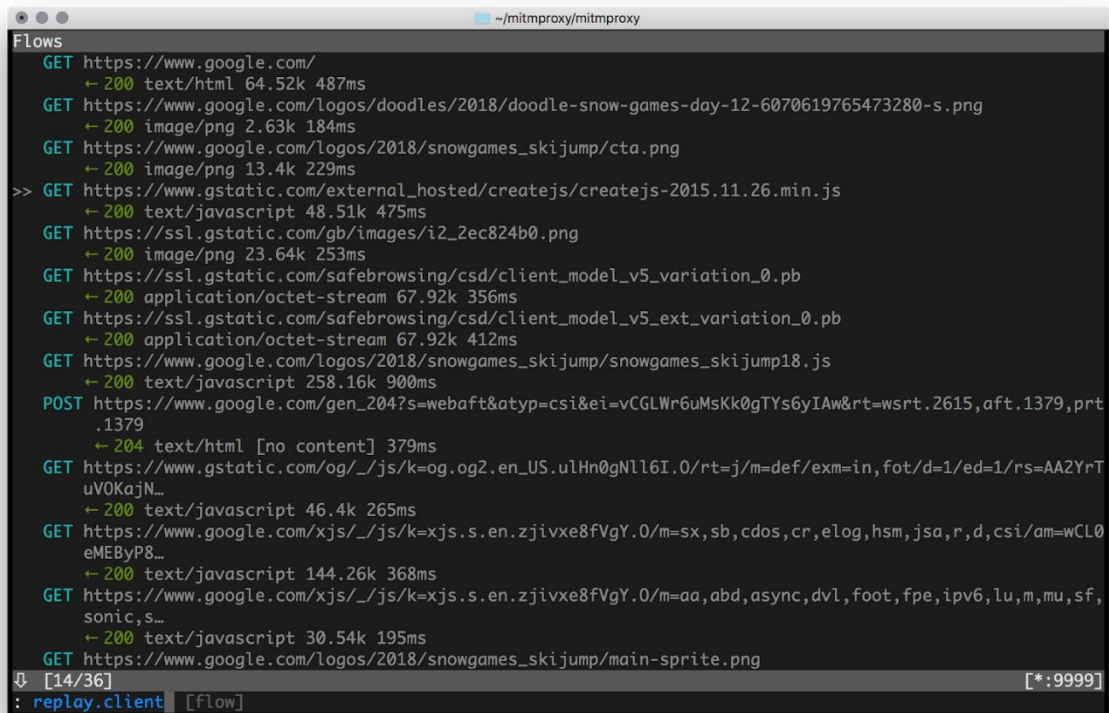 ~/mitmproxy/mitmproxy
Flows
GET https://www.google.com/
← 200 text/html 64.52k 487ms
GET https://www.google.com/logos/doodles/2018/doodle-snow-games-day-12-6070619765473280-s.png
← 200 image/png 2.63k 184ms
GET https://www.google.com/logos/2018/snowgames_skijump/cta.png
← 200 image/png 13.4k 229ms
>> GET https://www.gstatic.com/external_hosted/createjs/createjs-2015.11.26.min.js
← 200 text/javascript 48.51k 475ms
GET https://ssl.gstatic.com/gb/images/i2_2ec824b0.png
← 200 image/png 23.64k 253ms
GET https://ssl.gstatic.com/safebrowsing/csd/client_model_v5_variation_0.pb
← 200 application/octet-stream 67.92k 356ms
GET https://ssl.gstatic.com/safebrowsing/csd/client_model_v5_ext_variation_0.pb
← 200 application/octet-stream 67.92k 412ms
GET https://www.google.com/logos/2018/snowgames_skijump/snowgames_skijump18.js
← 200 text/javascript 258.16k 900ms
POST https://www.google.com/gen_204?s=webaft&atyp=csi&ei=vCGLWr6uMsKk0gTYs6yIAw&rt=wsrt.2615,aft.1379,prt
.1379
← 204 text/html [no content] 379ms
GET https://www.gstatic.com/og/_/js/k=og.og2.en_US.ulHn0gNll6I.O/rt=j/m=def/exm=in,fot/d=1/ed=1/rs=AA2YrT
uVOKajN…
← 200 text/javascript 46.4k 265ms
GET https://www.google.com/xjs/_/js/k=xjs.s.en.zjivxe8fVgY.O/m=sx,sb,cdos,cr,elog,hsm,jsa,r,d,csi/am=wCL0
eMEByP8…
← 200 text/javascript 144.26k 368ms
GET https://www.google.com/xjs/_/js/k=xjs.s.en.zjivxe8fVgY.O/m=aa,abd,async,dvl,foot,fpe,ipv6,lu,m,mu,sf,
sonic,s…
← 200 text/javascript 30.54k 195ms
GET https://www.google.com/logos/2018/snowgames_skijump/main-sprite.png
⇩ [14/36] [*:9999]
: replay.client [flow]